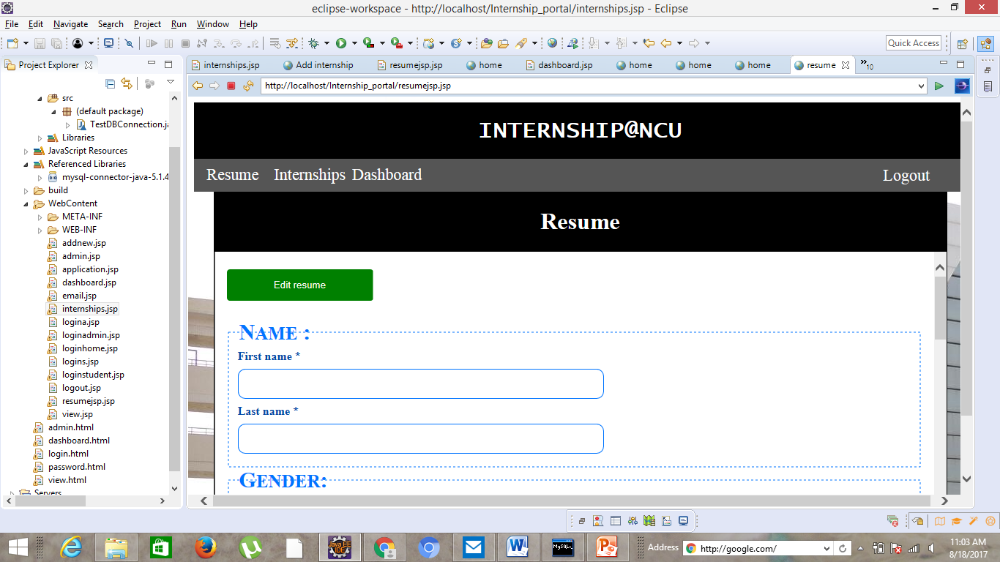 eclipse-workspace - http://localhost/Internship_portal/internships.jsp - Eclipse
File Edit Navigate Search Project Run Window Help
Quick Access
Project Explorer
internships.jsp Add internship resumejsp.jsp home dashboard.jsp home home home resume »10
http://localhost/Internship_portal/resumejsp.jsp
src
(default package)
TestDBConnection.ja
Libraries
JavaScript Resources
Referenced Libraries
mysql-connector-java-5.1.4
build
WebContent
META-INF
WEB-INF
addnew.jsp
admin.jsp
application.jsp
dashboard.jsp
email.jsp
internships.jsp
logina.jsp
loginadmin.jsp
loginhome.jsp
logins.jsp
loginstudent.jsp
logout.jsp
resumejsp.jsp
view.jsp
admin.html
dashboard.html
login.html
password.html
view.html
Servers
INTERNSHIP@NCU
Resume Internships Dashboard Logout
Resume
Edit resume
NAME :
First name *
Last name *
GENDER:
Java EE
IDE
MySQL
Address http://google.com/
11:03 AM
8/18/2017